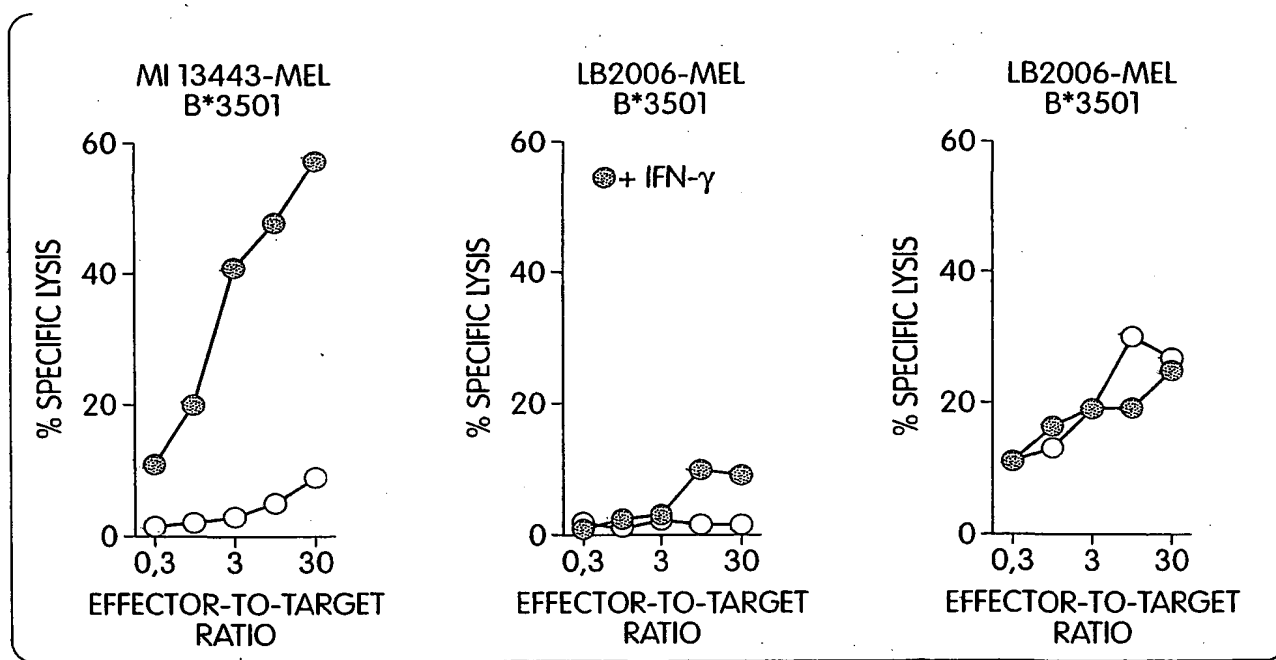 MI 13443-MEL
B*3501
% SPECIFIC LYSIS
60
40
20
0
0,3
3
30
EFFECTOR-TO-TARGET
RATIO
LB2006-MEL
B*3501
+ IFN-γ
% SPECIFIC LYSIS
60
40
20
0
0,3
3
30
EFFECTOR-TO-TARGET
RATIO
LB2006-MEL
B*3501
% SPECIFIC LYSIS
60
40
20
0
0,3
3
30
EFFECTOR-TO-TARGET
RATIO